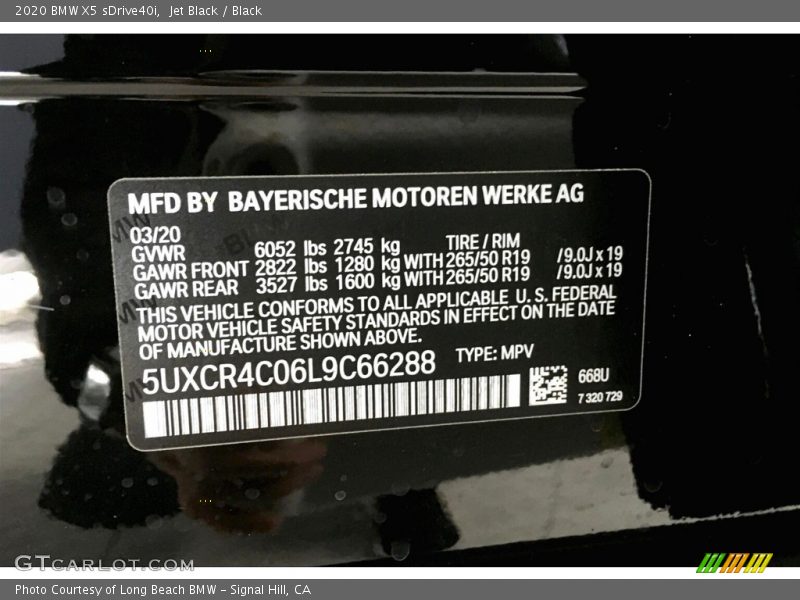 2020 BMW X5 sDrive40i, Jet Black / Black
MFD BY BAYERISCHE MOTOREN WERKE AG
03/20 TIRE / RIM
GVWR 6052 lbs 2745 kg
GAWR FRONT 2822 lbs 1280 kg WITH 265/50 R19 /9.0J x 19
GAWR REAR 3527 lbs 1600 kg WITH 265/50 R19 /9.0J x 19
THIS VEHICLE CONFORMS TO ALL APPLICABLE U. S. FEDERAL
MOTOR VEHICLE SAFETY STANDARDS IN EFFECT ON THE DATE
OF MANUFACTURE SHOWN ABOVE.
5UXCR4C06L9C66288 TYPE: MPV
668U
7 320 729
GTCARLOT.COM
Photo Courtesy of Long Beach BMW - Signal Hill, CA